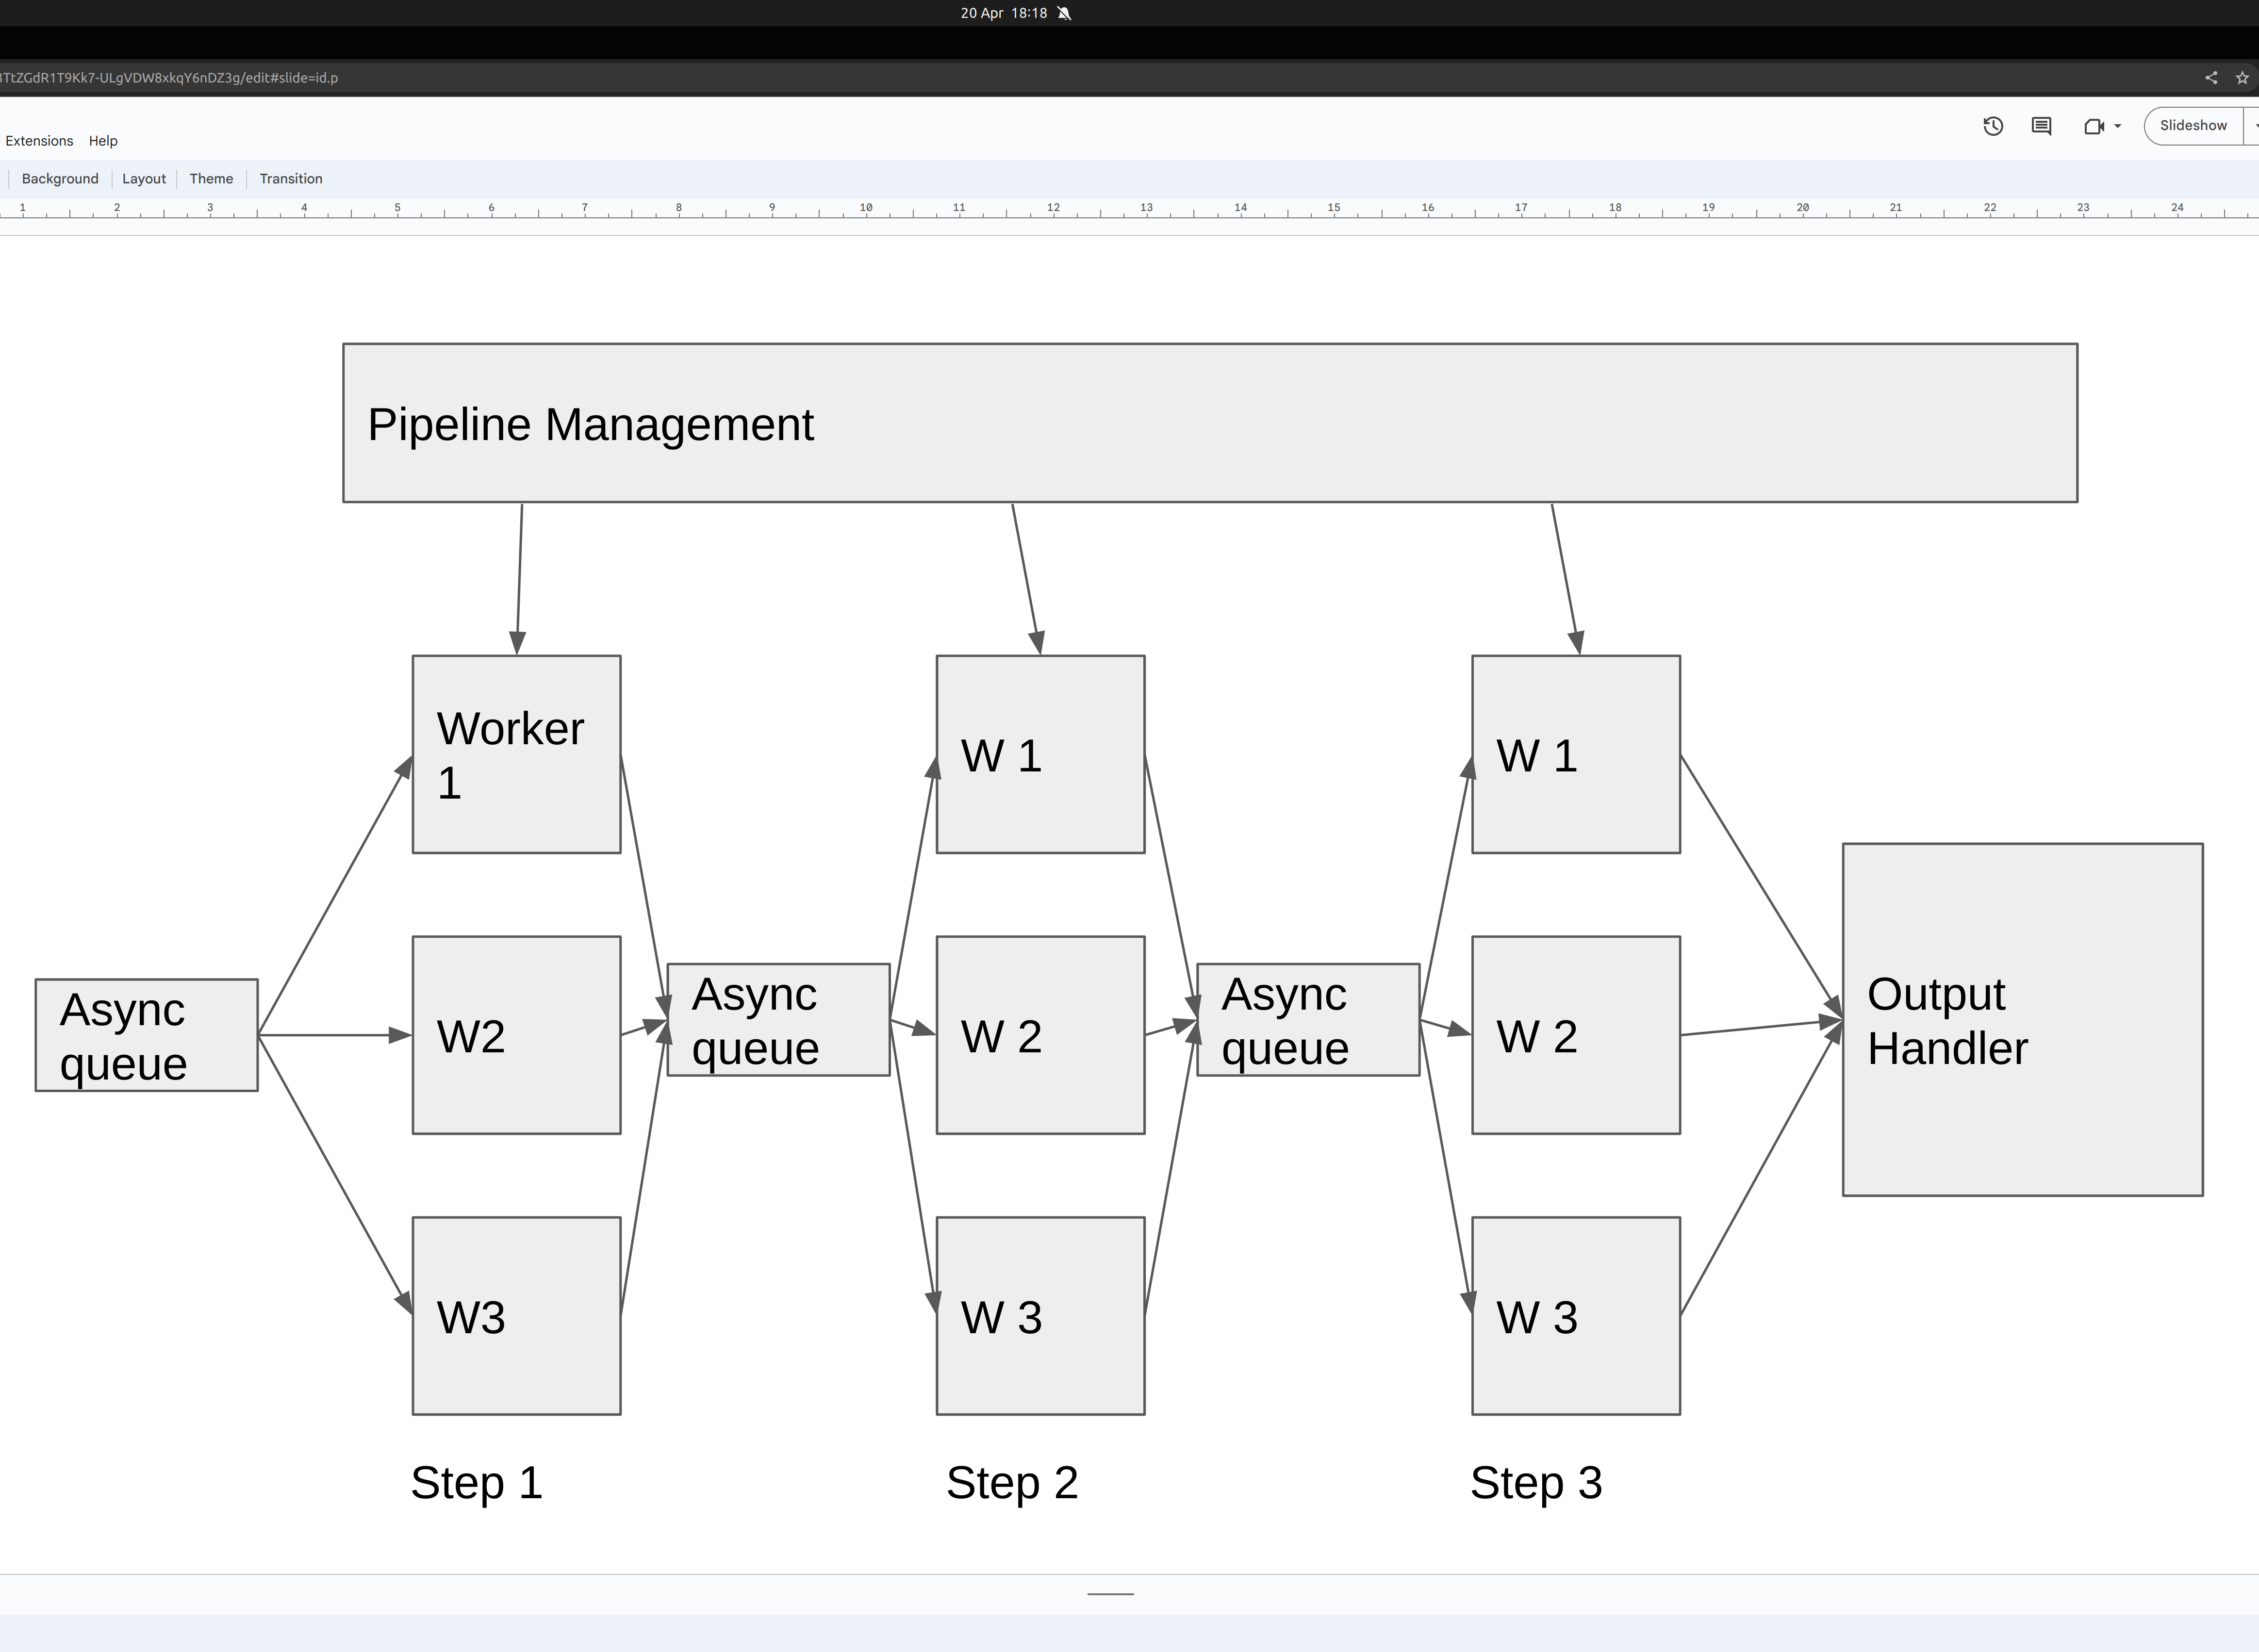 20 Apr 18:18
TtZGdR1T9Kk7-ULgVDW8xkqY6nDZ3g/edit#slide=id.p
Extensions Help
Slideshow
Background Layout Theme Transition
1 2 3 4 5 6 7 8 9 10 11 12 13 14 15 16 17 18 19 20 21 22 23 24
Pipeline Management
Worker
1
W 1
W 1
Async
queue
W2
Async
queue
W 2
Async
queue
W 2
Output
Handler
W3
W 3
W 3
Step 1
Step 2
Step 3